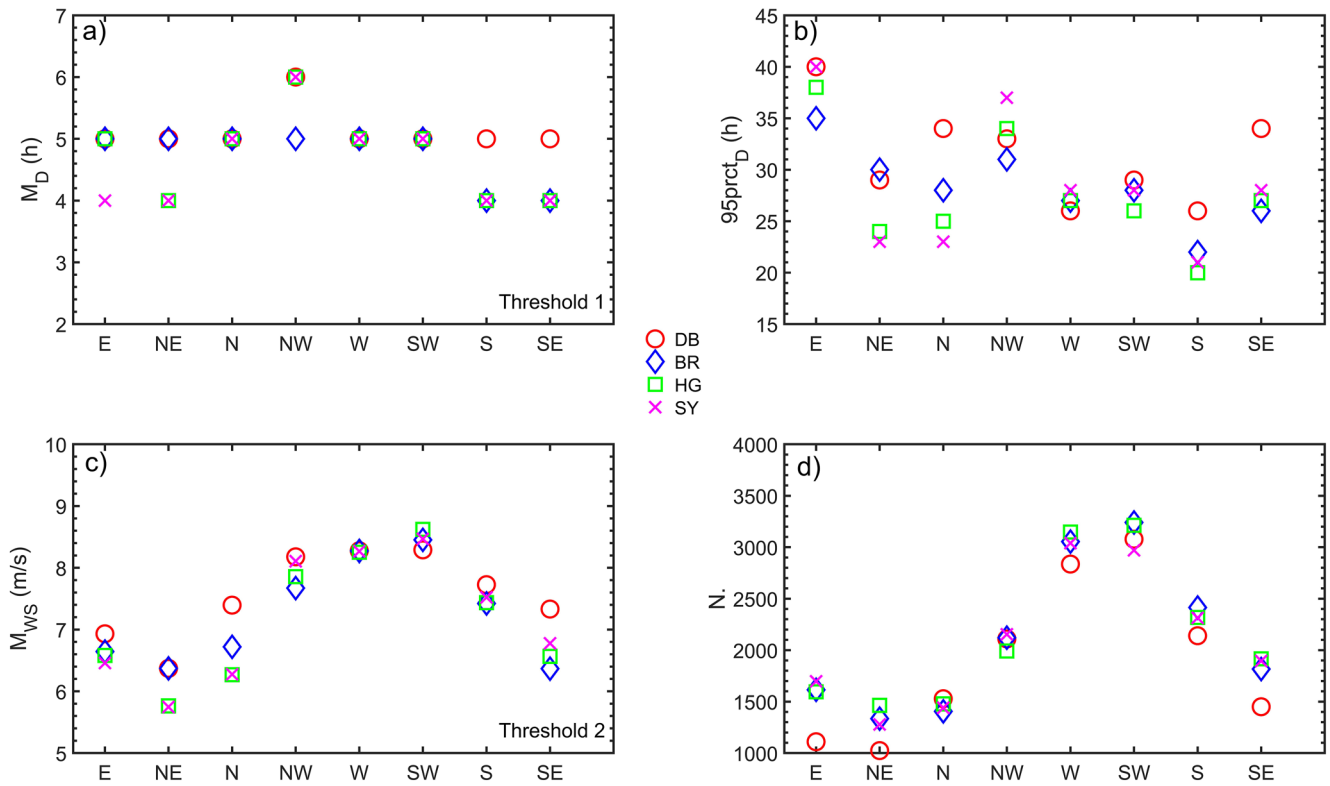 a)
7
6
5
4
3
2
M_D (h)
Threshold 1
E NE N NW W SW S SE
b)
45
40
35
30
25
20
15
95prct_D (h)
E NE N NW W SW S SE
DB
BR
HG
SY
c)
10
9
8
7
6
5
M_WS (m/s)
Threshold 2
E NE N NW W SW S SE
d)
4000
3500
3000
2500
2000
1500
1000
N.
E NE N NW W SW S SE